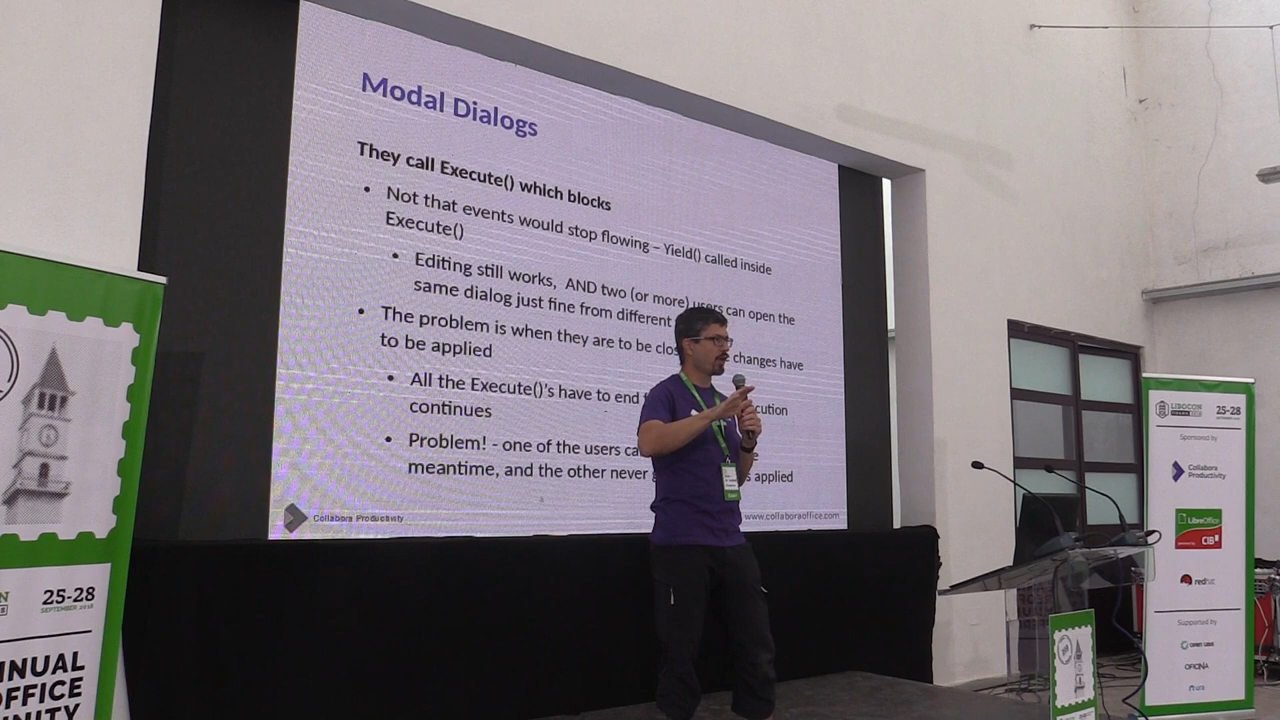 Modal Dialogs
They call Execute() which blocks
• Not that events would stop flowing – Yield() called inside
Execute()
• Editing still works, AND two (or more) users can open the
same dialog just fine from different
• The problem is when they are to be changes have
to be applied
• All the Execute()'s have to end
continues
• Problem! - one of the users
meantime, and the other never applied
Collabora Productivity
www.collaboraoffice.com
25-28
SEPTEMBER 2018
NNUAL
OFFICE
UNITY
LIBOCON
25-28
Sponsored by
Collabora
Productivity
LibreOffice
CIB
redhat
Supported by
OPEN LABS
OFICINA